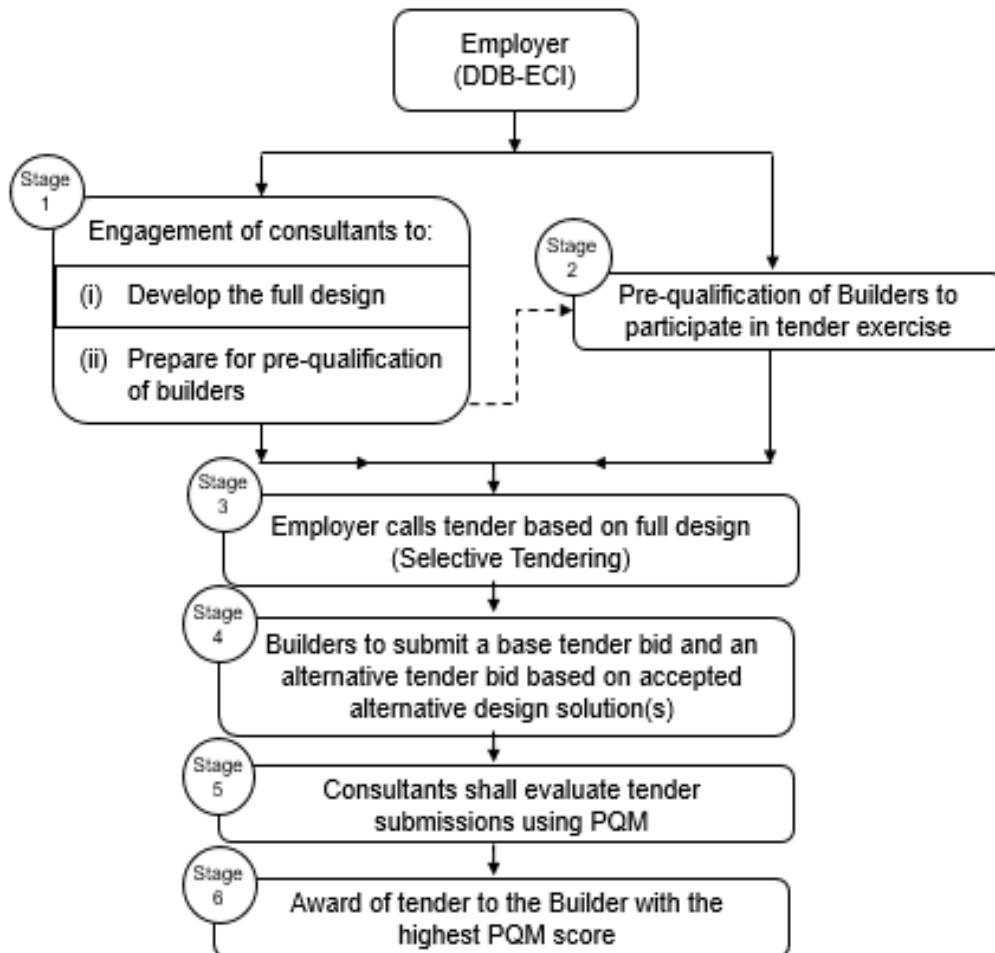 Employer
(DDB-ECI)
Stage
1
Engagement of consultants to:
(i) Develop the full design
(ii) Prepare for pre-qualification
of builders
Stage
2
Pre-qualification of Builders to
participate in tender exercise
Stage
3
Employer calls tender based on full design
(Selective Tendering)
Stage
4
Builders to submit a base tender bid and an
alternative tender bid based on accepted
alternative design solution(s)
Stage
5
Consultants shall evaluate tender
submissions using PQM
Stage
6
Award of tender to the Builder with the
highest PQM score